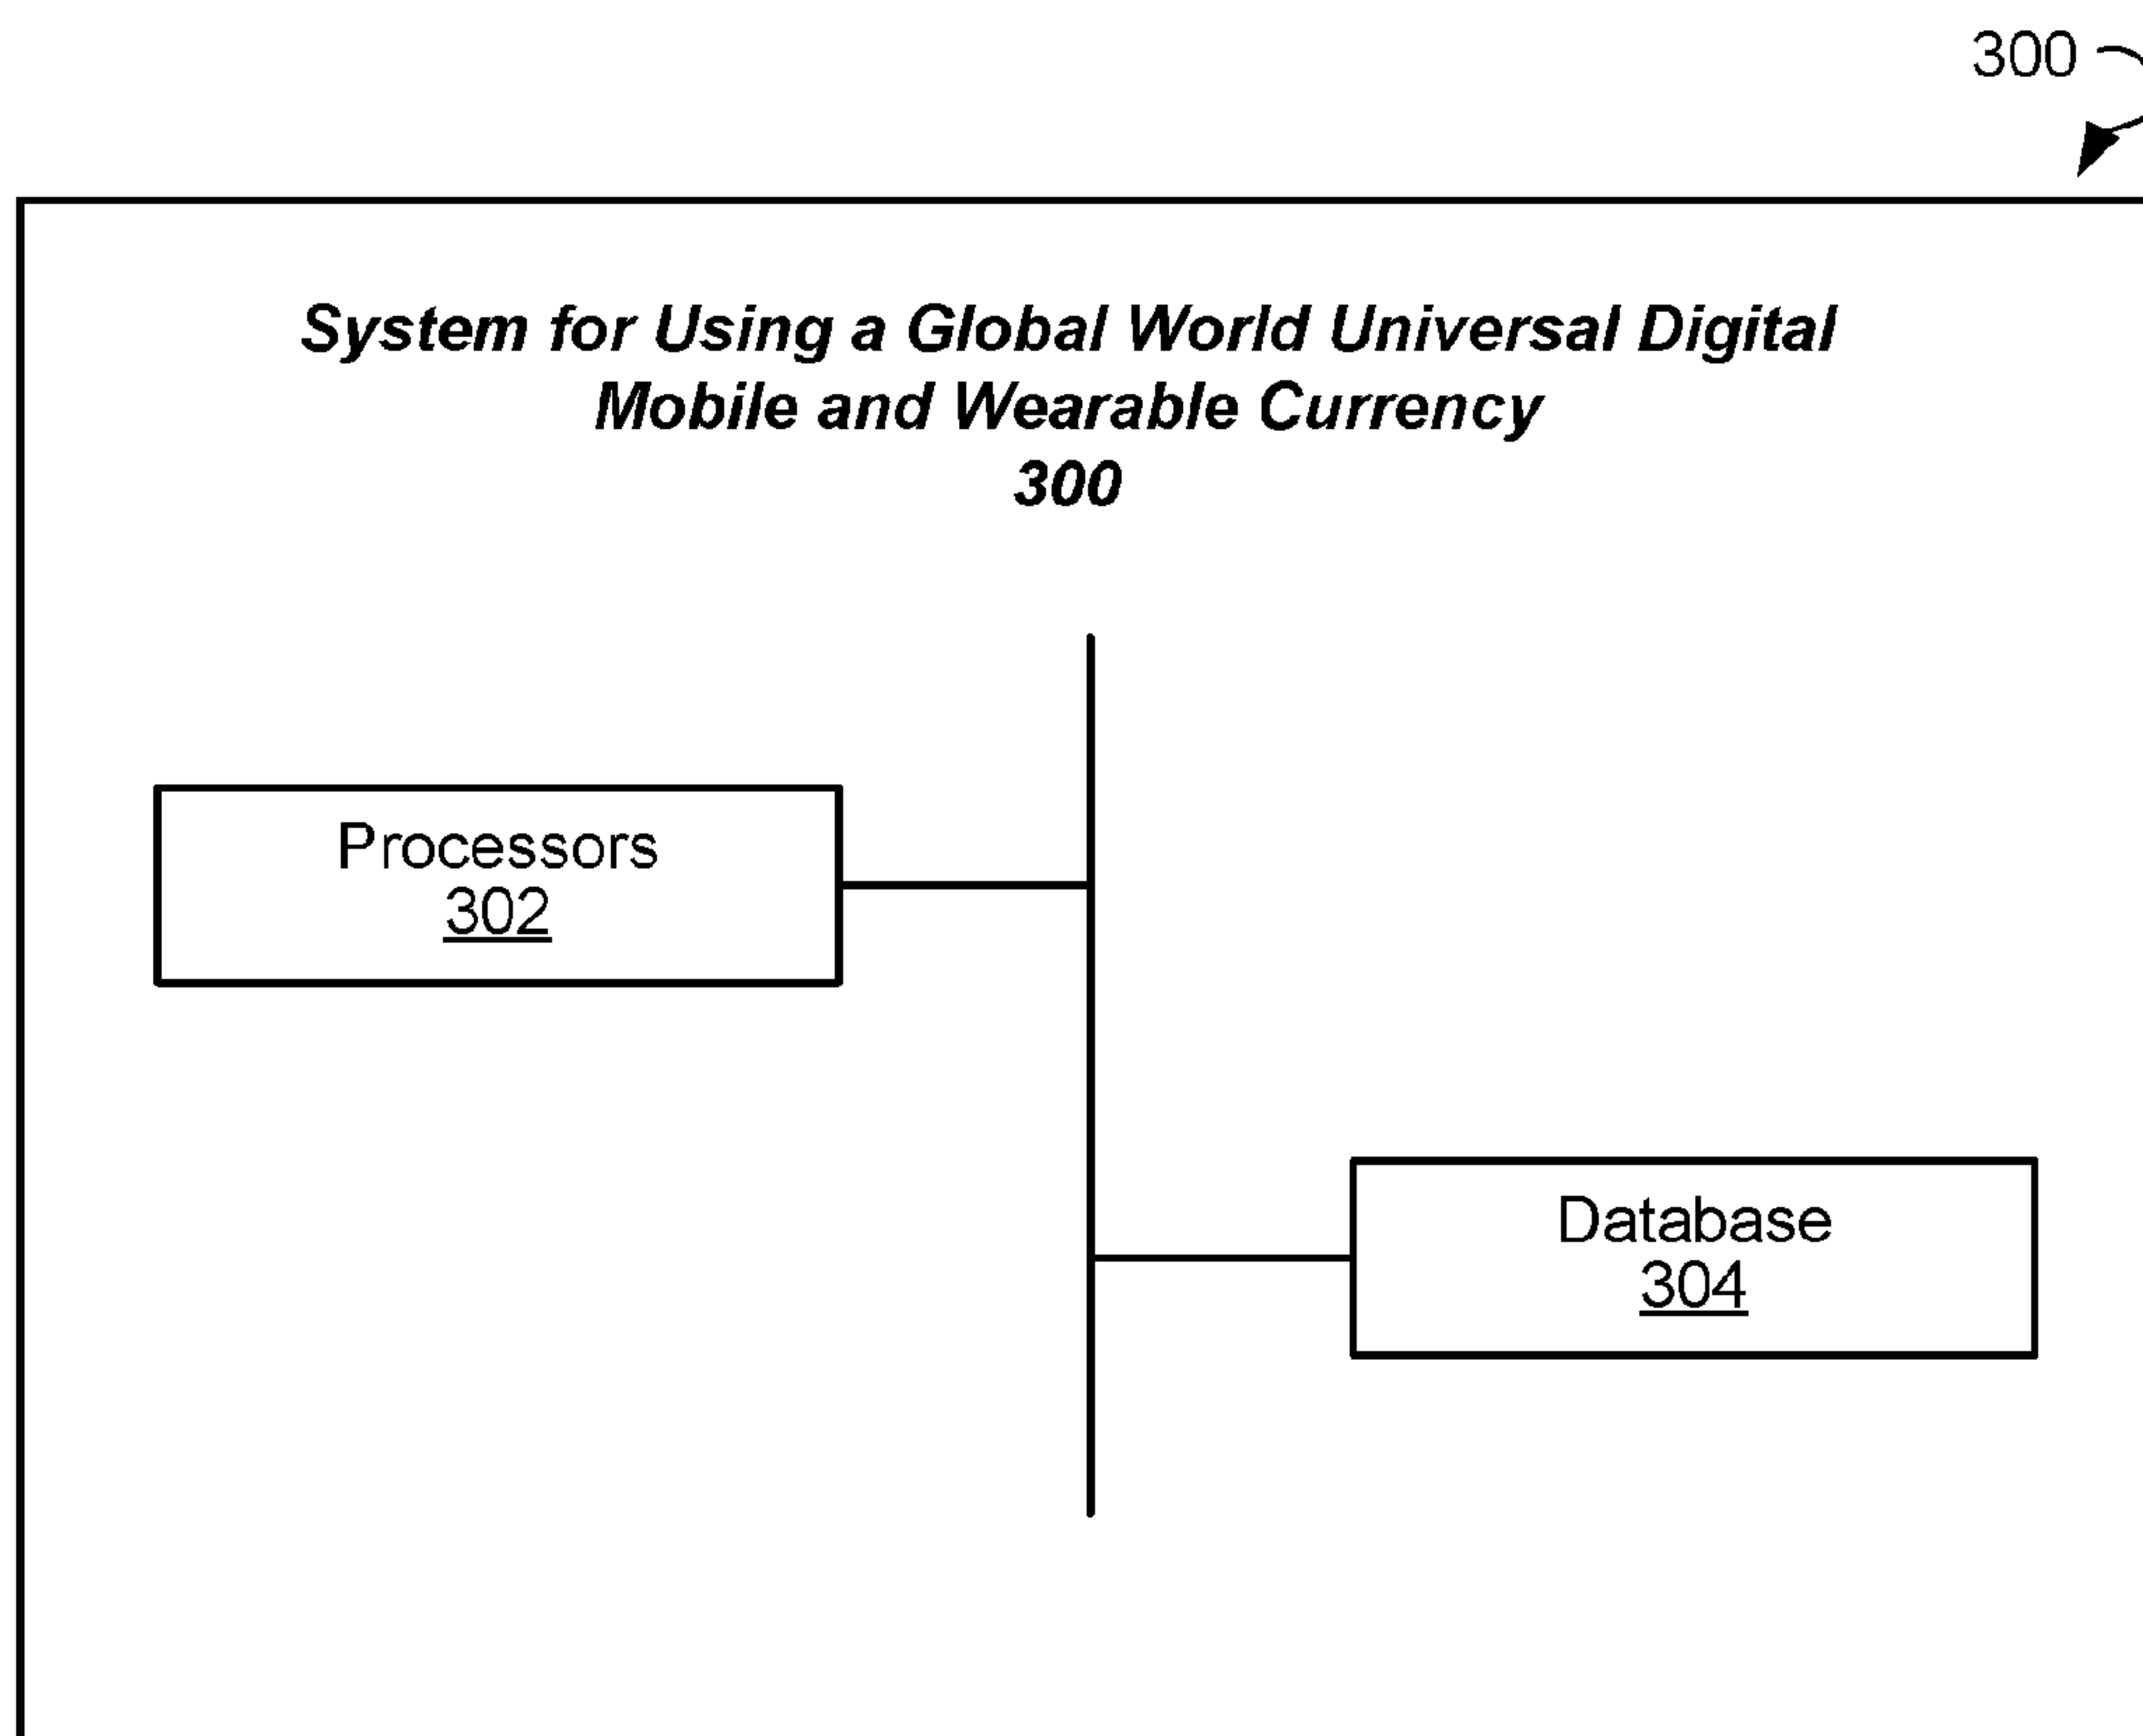 300
System for Using a Global World Universal Digital
Mobile and Wearable Currency
300
Processors
302
Database
304